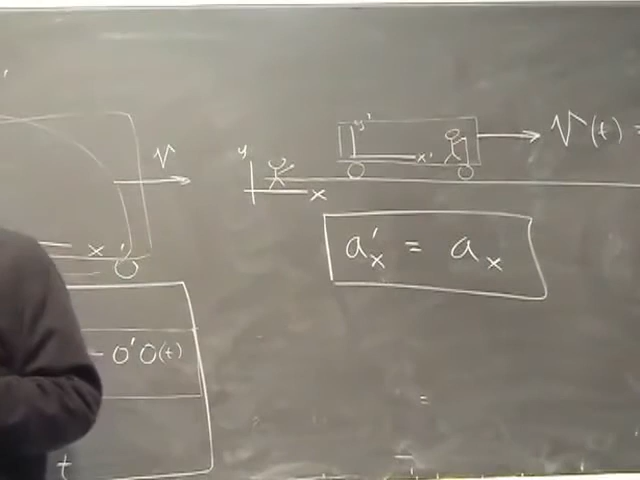 V
x'
- O'O(t)
t
y
x
y'
x'
V(t) =
a'x = ax